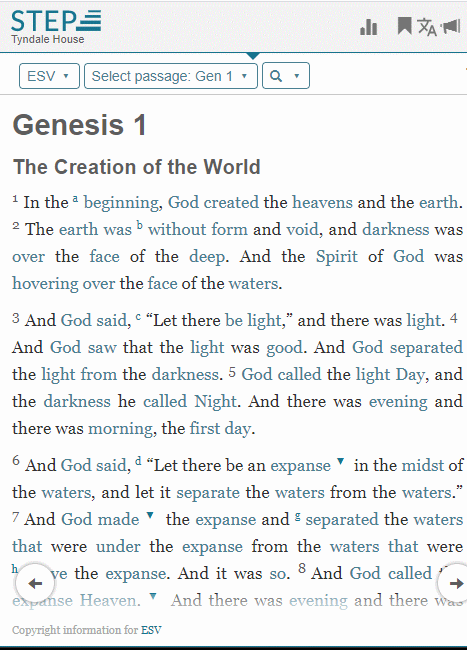 STEP
Tyndale House
ESV ▼ Select passage: Gen 1 ▼ ▼
Genesis 1
The Creation of the World
1 In the a beginning, God created the heavens and the earth.
2 The earth was b without form and void, and darkness was
over the face of the deep. And the Spirit of God was
hovering over the face of the waters.
3 And God said, c “Let there be light,” and there was light. 4
And God saw that the light was good. And God separated
the light from the darkness. 5 God called the light Day, and
the darkness he called Night. And there was evening and
there was morning, the first day.
6 And God said, d “Let there be an expanse ▼ in the midst of
the waters, and let it separate the waters from the waters.”
7 And God made ▼ the expanse and g separated the waters
that were under the expanse from the waters that were
h the expanse. And it was so. 8 And God called
expanse Heaven. ▼ And there was evening and there was
Copyright information for ESV